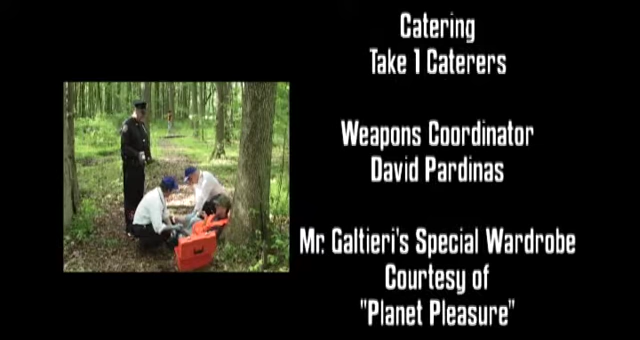 Catering
Take 1 Caterers
Weapons Coordinator
David Pardinas
Mr. Galtieri's Special Wardrobe
Courtesy of
"Planet Pleasure"